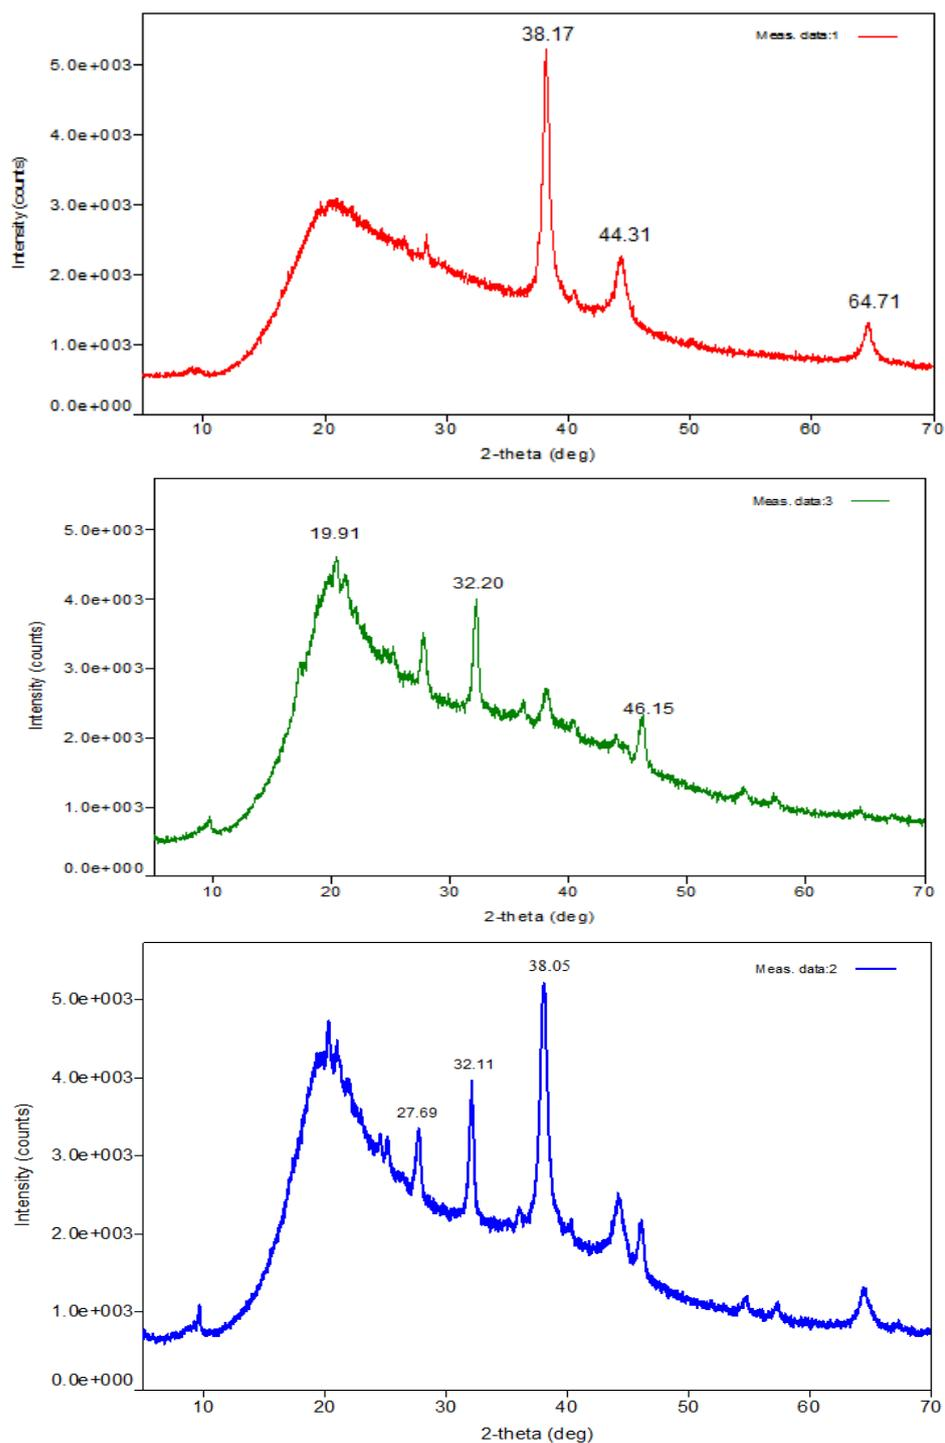 38.17
Meas. data:1
5.0e+003
4.0e+003
3.0e+003
44.31
2.0e+003
64.71
1.0e+003
0.0e+000
Intensity (counts)
10 20 30 40 50 60 70
2-theta (deg)
Meas. data:3
5.0e+003
19.91
4.0e+003
32.20
3.0e+003
46.15
2.0e+003
1.0e+003
0.0e+000
Intensity (counts)
10 20 30 40 50 60 70
2-theta (deg)
38.05
Meas. data:2
5.0e+003
4.0e+003
32.11
27.69
3.0e+003
2.0e+003
1.0e+003
0.0e+000
Intensity (counts)
10 20 30 40 50 60 70
2-theta (deg)